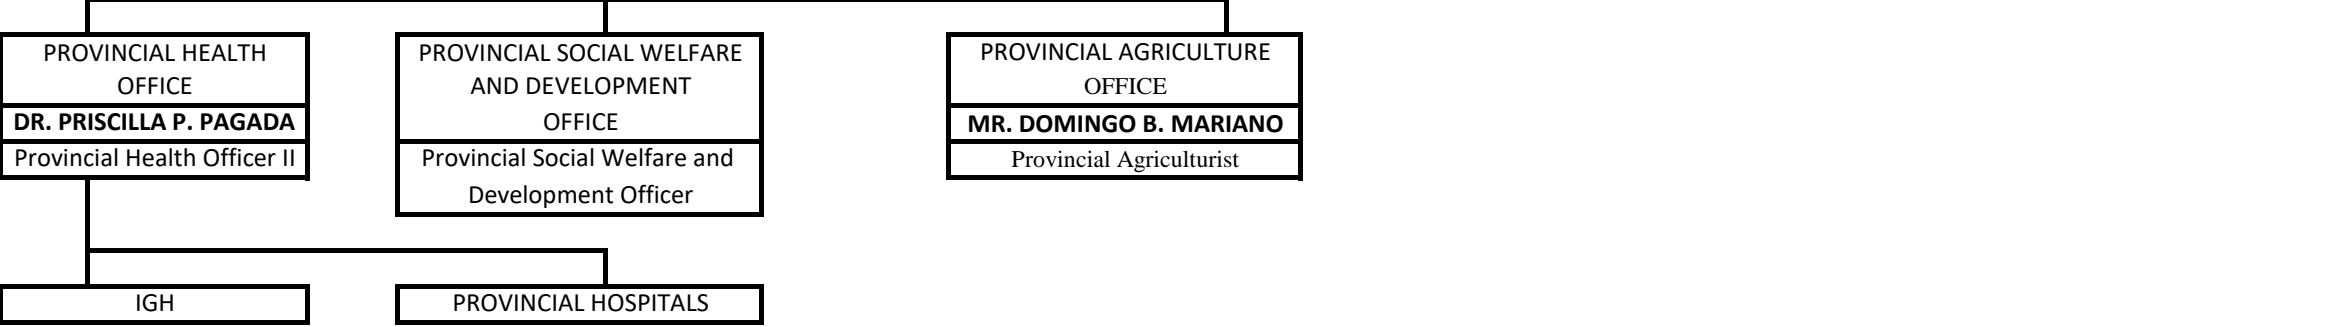 PROVINCIAL HEALTH
OFFICE
DR. PRISCILLA P. PAGADA
Provincial Health Officer II
PROVINCIAL SOCIAL WELFARE
AND DEVELOPMENT
OFFICE
Provincial Social Welfare and
Development Officer
PROVINCIAL AGRICULTURE
OFFICE
MR. DOMINGO B. MARIANO
Provincial Agriculturist
IGH
PROVINCIAL HOSPITALS